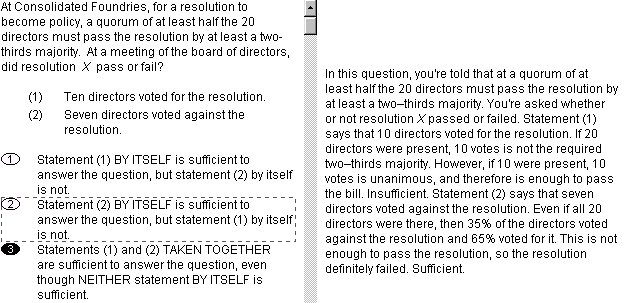 At Consolidated Foundries, for a resolution to
become policy, a quorum of at least half the 20
directors must pass the resolution by at least a two-
thirds majority. At a meeting of the board of directors,
did resolution X pass or fail?
(1) Ten directors voted for the resolution.
(2) Seven directors voted against the
resolution.
1 Statement (1) BY ITSELF is sufficient to
answer the question, but statement (2) by itself
is not.
2 Statement (2) BY ITSELF is sufficient to
answer the question, but statement (1) by itself
is not.
3 Statements (1) and (2) TAKEN TOGETHER
are sufficient to answer the question, even
though NEITHER statement BY ITSELF is
sufficient.
In this question, you're told that at a quorum of at
least half the 20 directors must pass the resolution by
at least a two–thirds majority. You're asked whether
or not resolution X passed or failed. Statement (1)
says that 10 directors voted for the resolution. If 20
directors were present, 10 votes is not the required
two–thirds majority. However, if 10 were present, 10
votes is unanimous, and therefore is enough to pass
the bill. Insufficient. Statement (2) says that seven
directors voted against the resolution. Even if all 20
directors were there, then 35% of the directors voted
against the resolution and 65% voted for it. This is not
enough to pass the resolution, so the resolution
definitely failed. Sufficient.